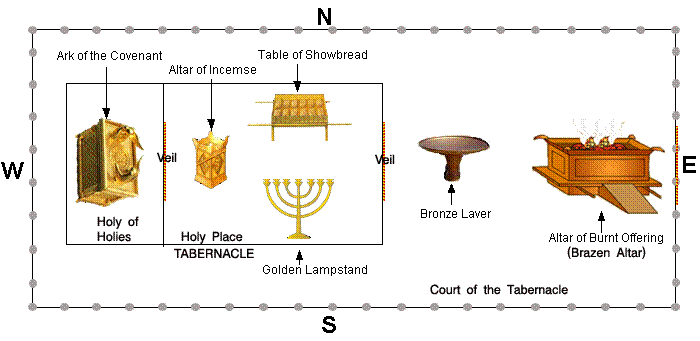 N
Ark of the Covenant
Table of Showbread
Altar of Incemse
W
Veil
Veil
E
Holy of
Holies
Holy Place
TABERNACLE
Bronze Laver
Altar of Burnt Offering
(Brazen Altar)
Golden Lampstand
Court of the Tabernacle
S